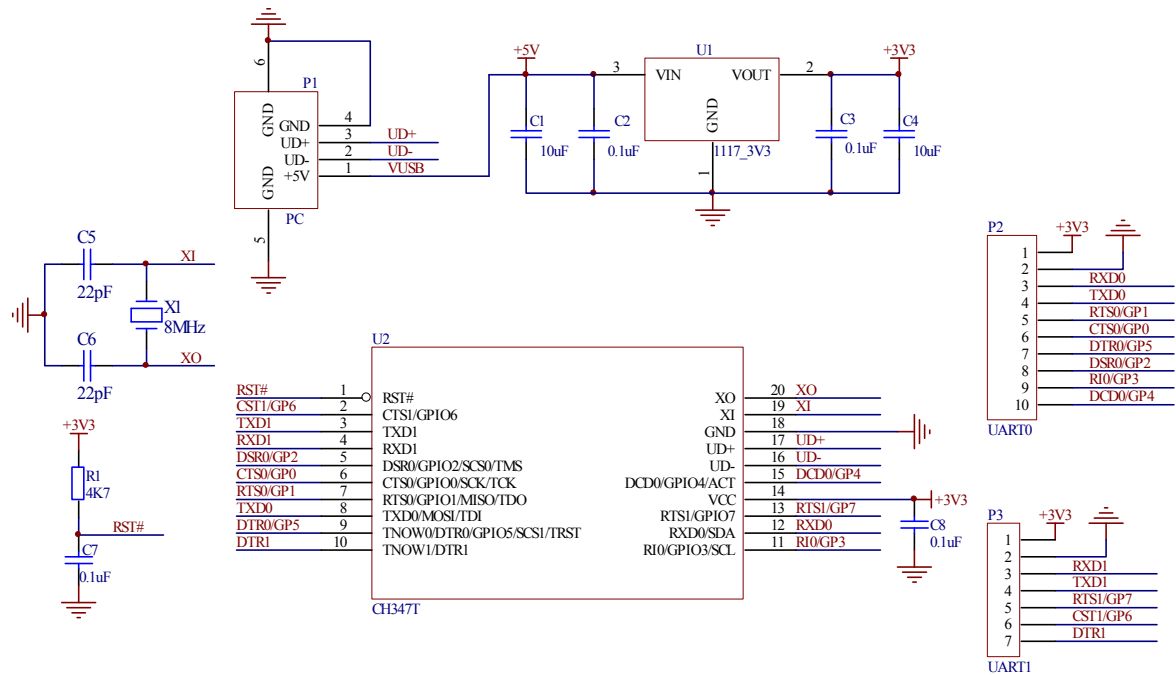 P1
6
GND
GND
4
GND
3
UD+
UD+
2
UD-
UD-
1
+5V
VUSB
GND
PC
5
+5V
U1
+3V3
3
VIN
VOUT
2
GND
1117_3V3
1
C1
10uF
C2
0.1uF
C3
0.1uF
C4
10uF
C5
22pF
XI
X1
8MHz
C6
22pF
XO
+3V3
R1
4K7
RST#
C7
0.1uF
U2
RST# 1 RST#
CST1/GP6 2 CTS1/GPIO6
TXD1 3 TXD1
RXD1 4 RXD1
DSR0/GP2 5 DSR0/GPIO2/SCS0/TMS
CTS0/GP0 6 CTS0/GPIO0/SCK/TCK
RTS0/GP1 7 RTS0/GPIO1/MISO/TDO
TXD0 8 TXD0/MOSI/TDI
DTR0/GP5 9 TNOW0/DTR0/GPIO5/SCS1/TRST
DTR1 10 TNOW1/DTR1
XO 20 XO
XI 19 XI
GND 18
UD+ 17 UD+
UD- 16 UD-
DCD0/GPIO4/ACT 15 DCD0/GP4
VCC 14 +3V3
RTS1/GPIO7 13 RTS1/GP7
RXD0/SDA 12 RXD0
RI0/GPIO3/SCL 11 RI0/GP3
CH347T
C8
0.1uF
P2
+3V3
1
2
3 RXD0
4 TXD0
5 RTS0/GP1
6 CTS0/GP0
7 DTR0/GP5
8 DSR0/GP2
9 RI0/GP3
10 DCD0/GP4
UART0
P3
+3V3
1
2
3 RXD1
4 TXD1
5 RTS1/GP7
6 CST1/GP6
7 DTR1
UART1